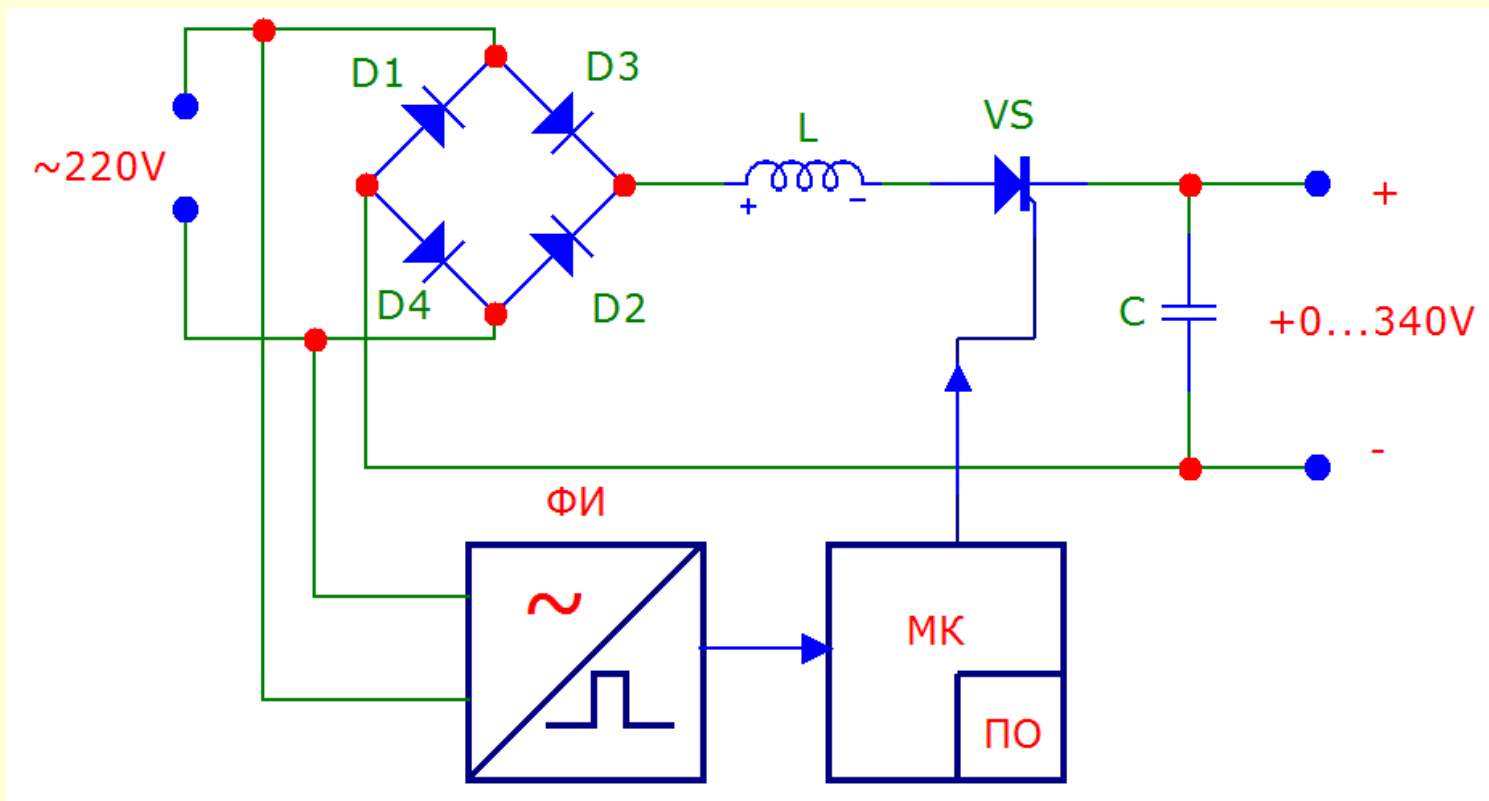 D1
D3
~220V
L
VS
+
+ -
D4
D2
C
+0...340V
-
ФИ
~
МК
ПО